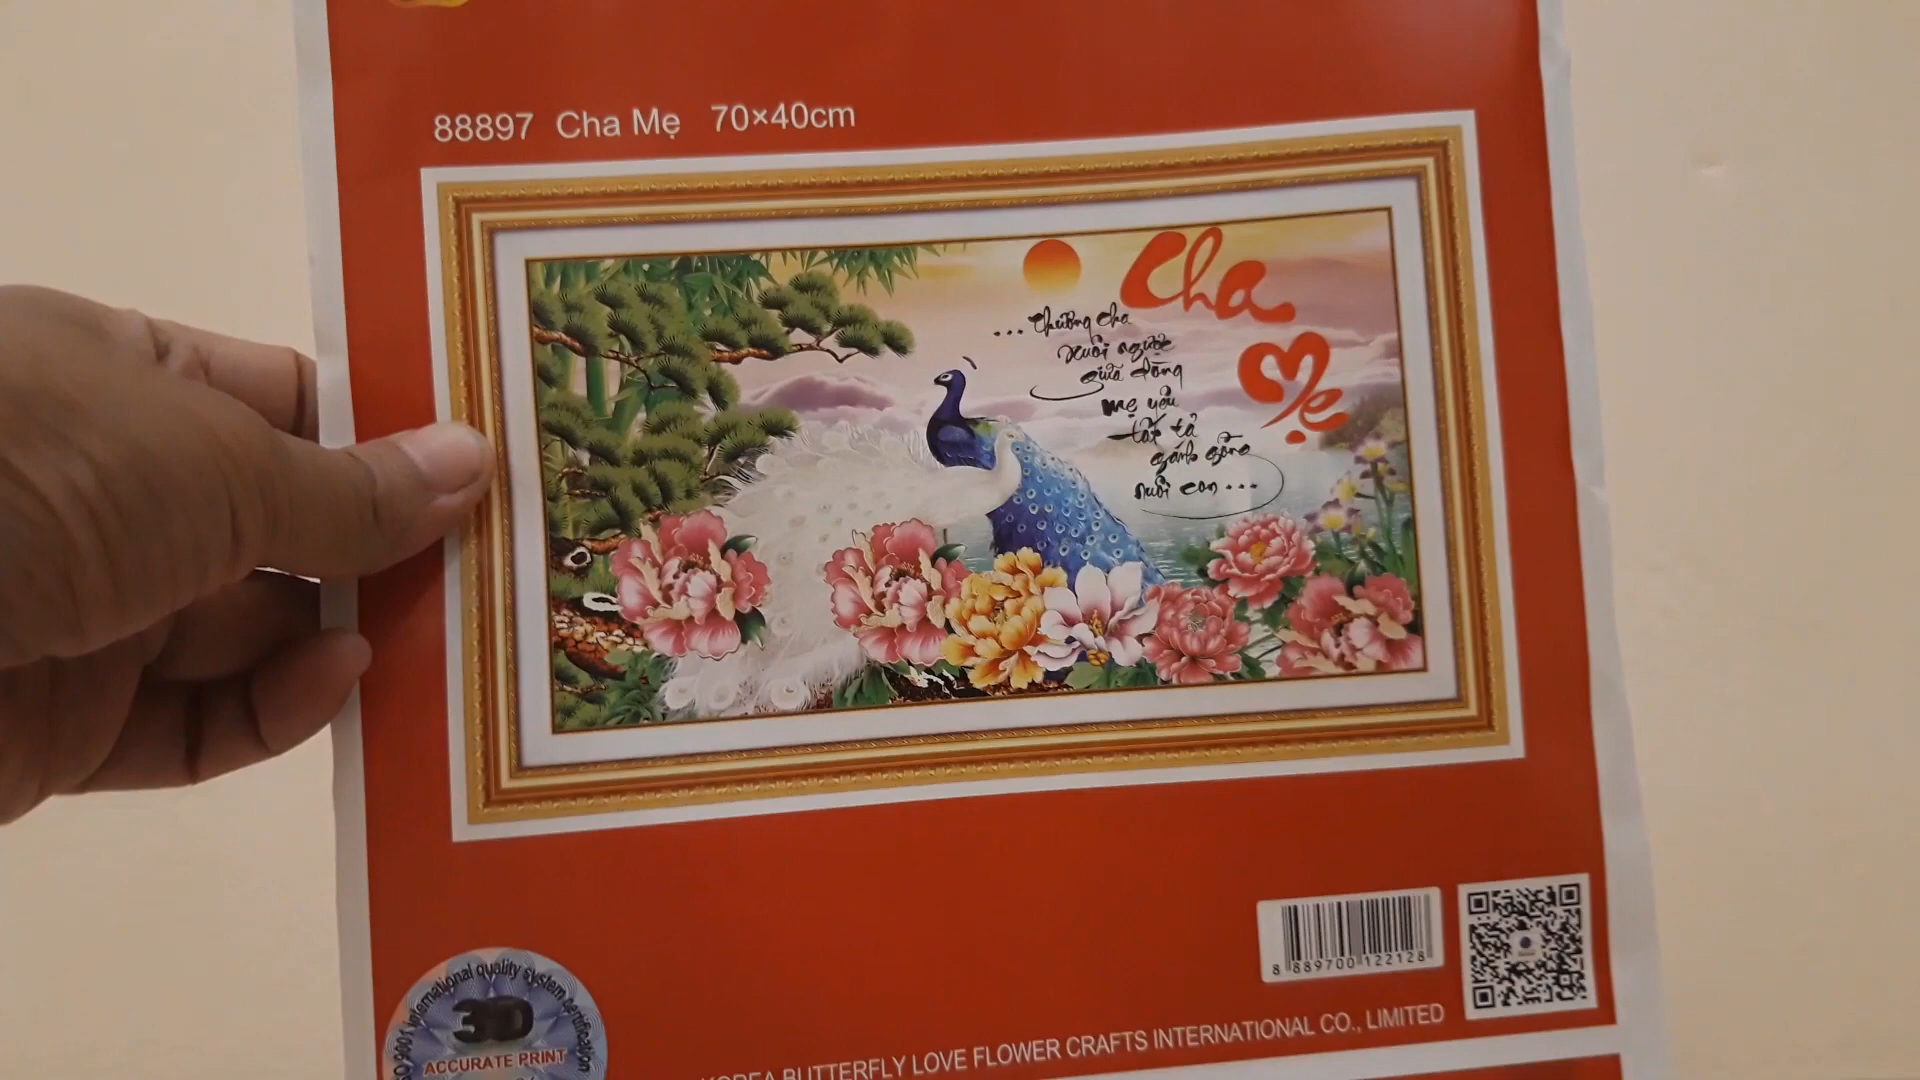 88897 Cha Mẹ 70×40cm
Cha
Mẹ
... thương cha
xuôi ngược
giữa dòng
mẹ yêu
tất tả
gánh gồng
nuôi con ...
8 889700 122128
ISO9001 international quality system certification
3D
ACCURATE PRINT
KOREA BUTTERFLY LOVE FLOWER CRAFTS INTERNATIONAL CO., LIMITED